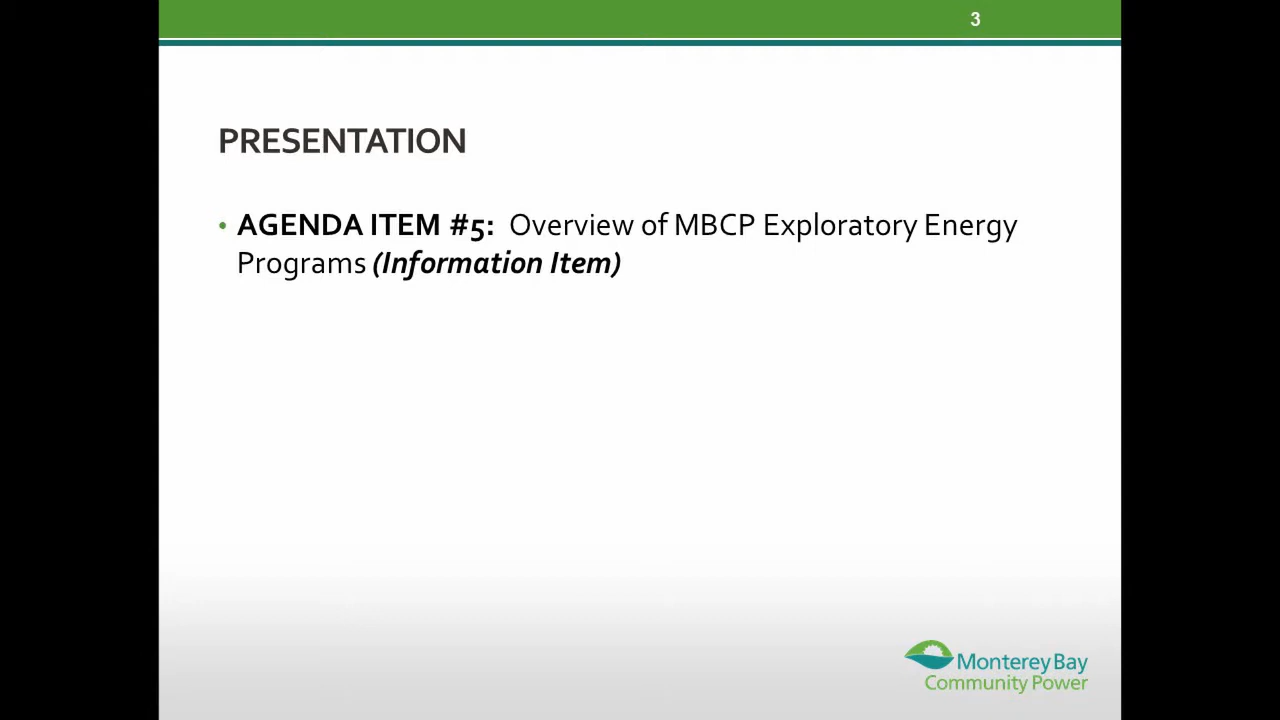 3
PRESENTATION
• AGENDA ITEM #5: Overview of MBCP Exploratory Energy
Programs (Information Item)
Monterey Bay
Community Power